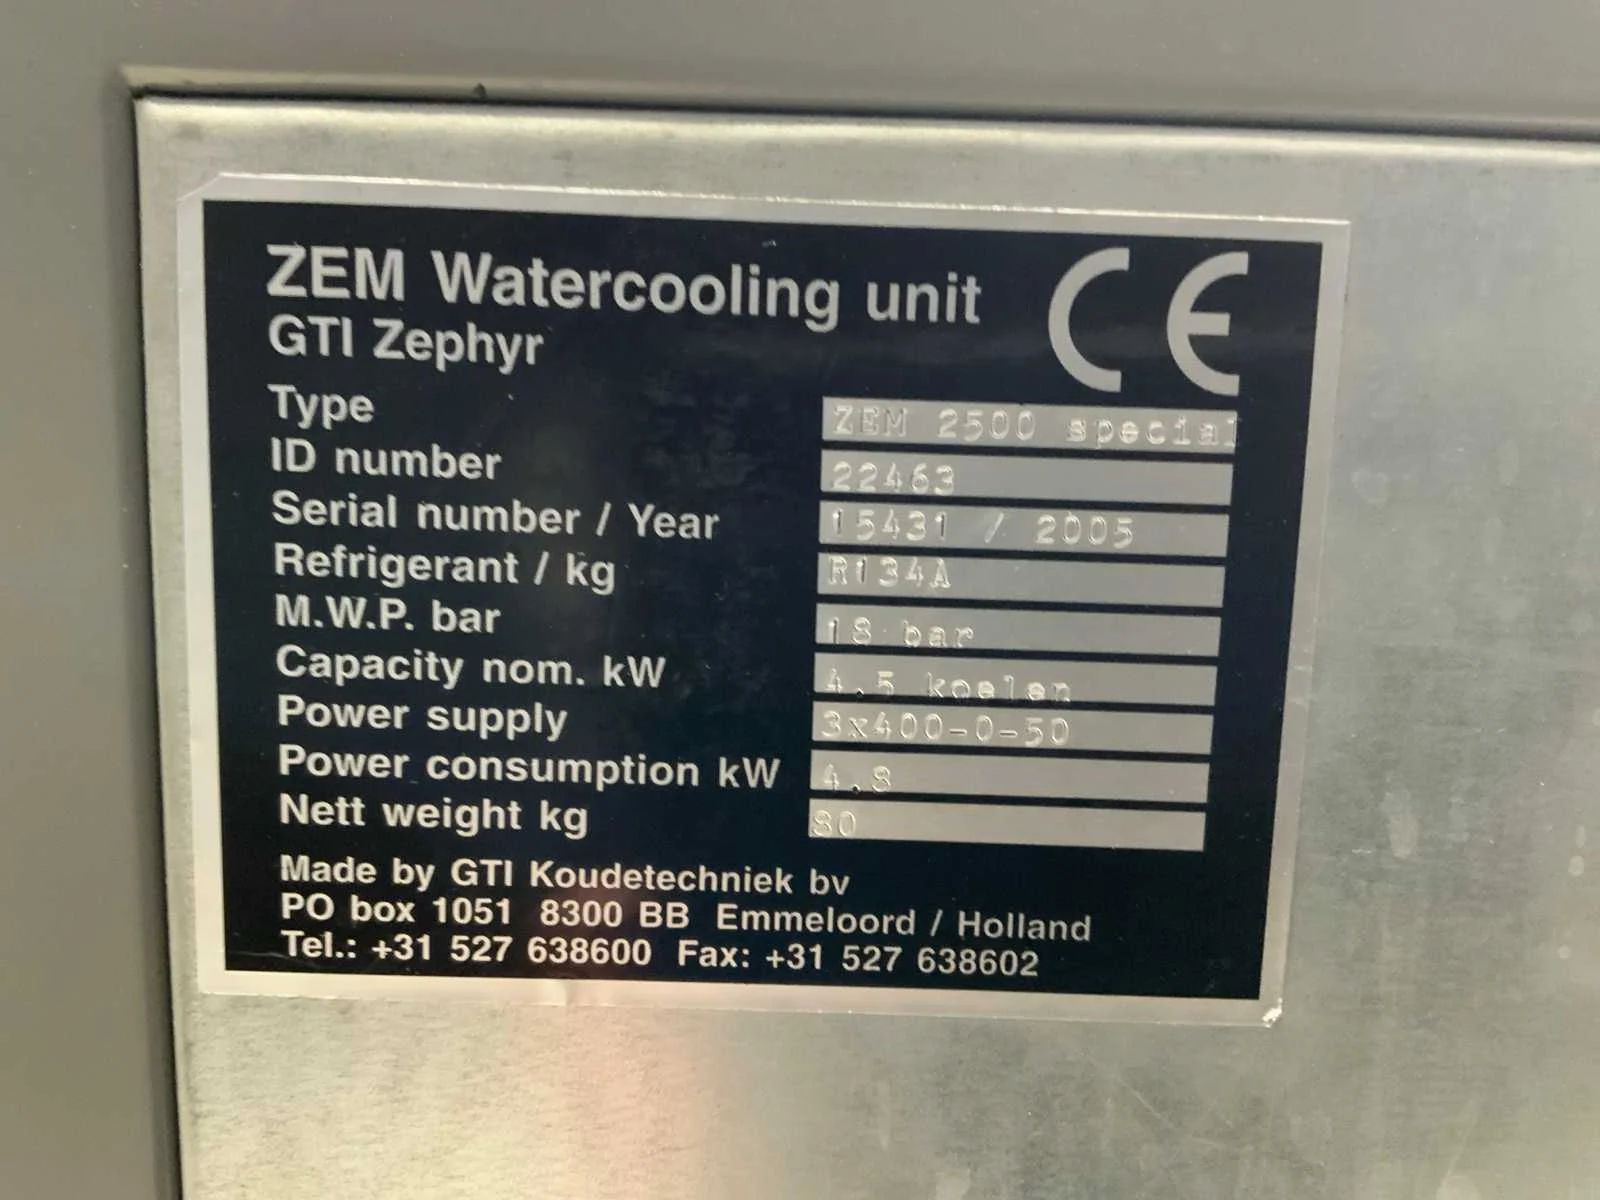 ZEM Watercooling unit CE
GTI Zephyr
Type ZEM 2500 special
ID number 22463
Serial number / Year 15431 / 2005
Refrigerant / kg R134A
M.W.P. bar 18 bar
Capacity nom. kW 4.5 koelen
Power supply 3x400-0-50
Power consumption kW 4.8
Nett weight kg 80
Made by GTI Koudetechniek bv
PO box 1051 8300 BB Emmeloord / Holland
Tel.: +31 527 638600 Fax: +31 527 638602